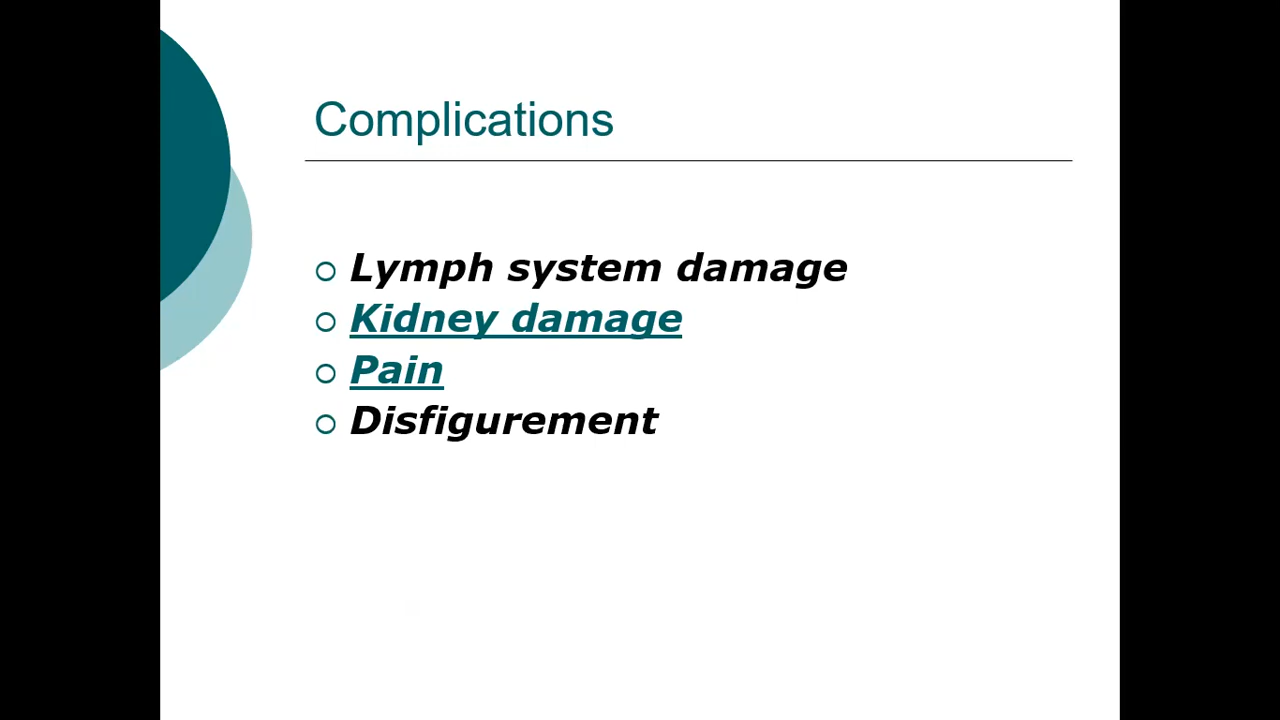 Complications
Lymph system damage
Kidney damage
Pain
Disfigurement